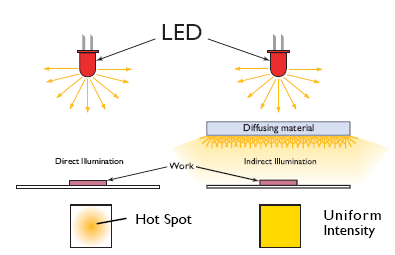 LED
Diffusing material
Direct Illumination
Work
Indirect Illumination
Hot Spot
Uniform
Intensity